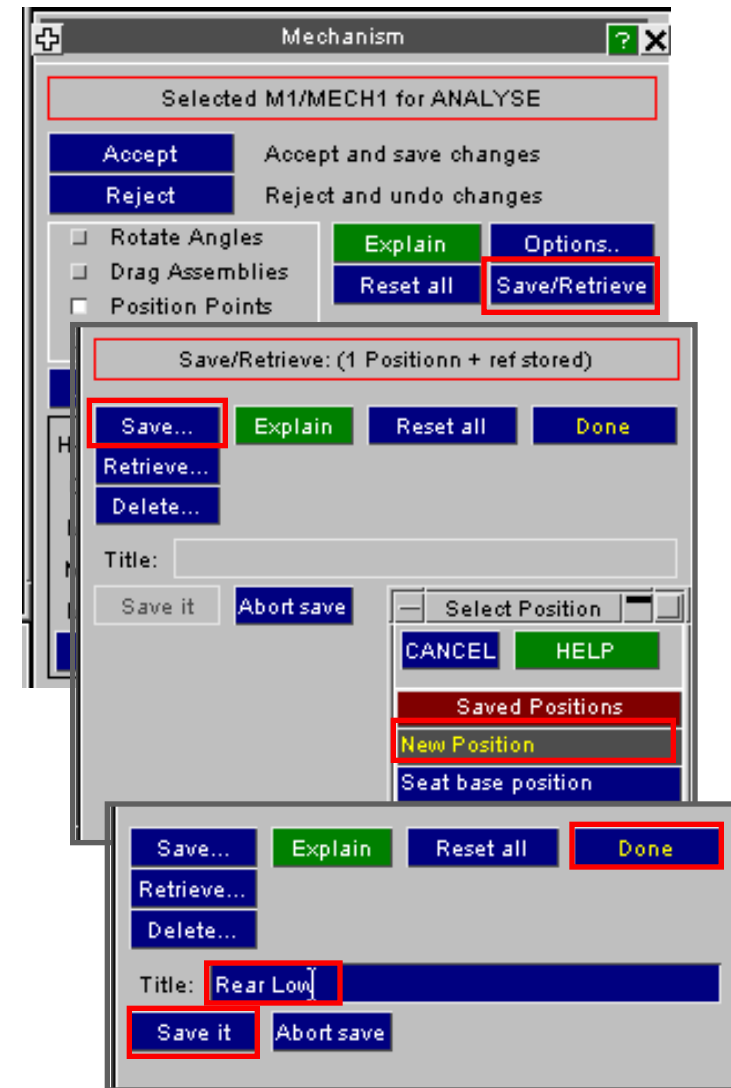 Mechanism ?
Selected M1/MECH1 for ANALYSE
Accept Accept and save changes
Reject Reject and undo changes
Rotate Angles Explain Options..
Drag Assemblies Reset all Save/Retrieve
Position Points
Save/Retrieve: (1 Positionn + ref stored)
Save... Explain Reset all Done
Retrieve...
Delete...
Title:
Save it Abort save Select Position
CANCEL HELP
Saved Positions
New Position
Seat base position
Save... Explain Reset all Done
Retrieve...
Delete...
Title: Rear Low
Save it Abort save